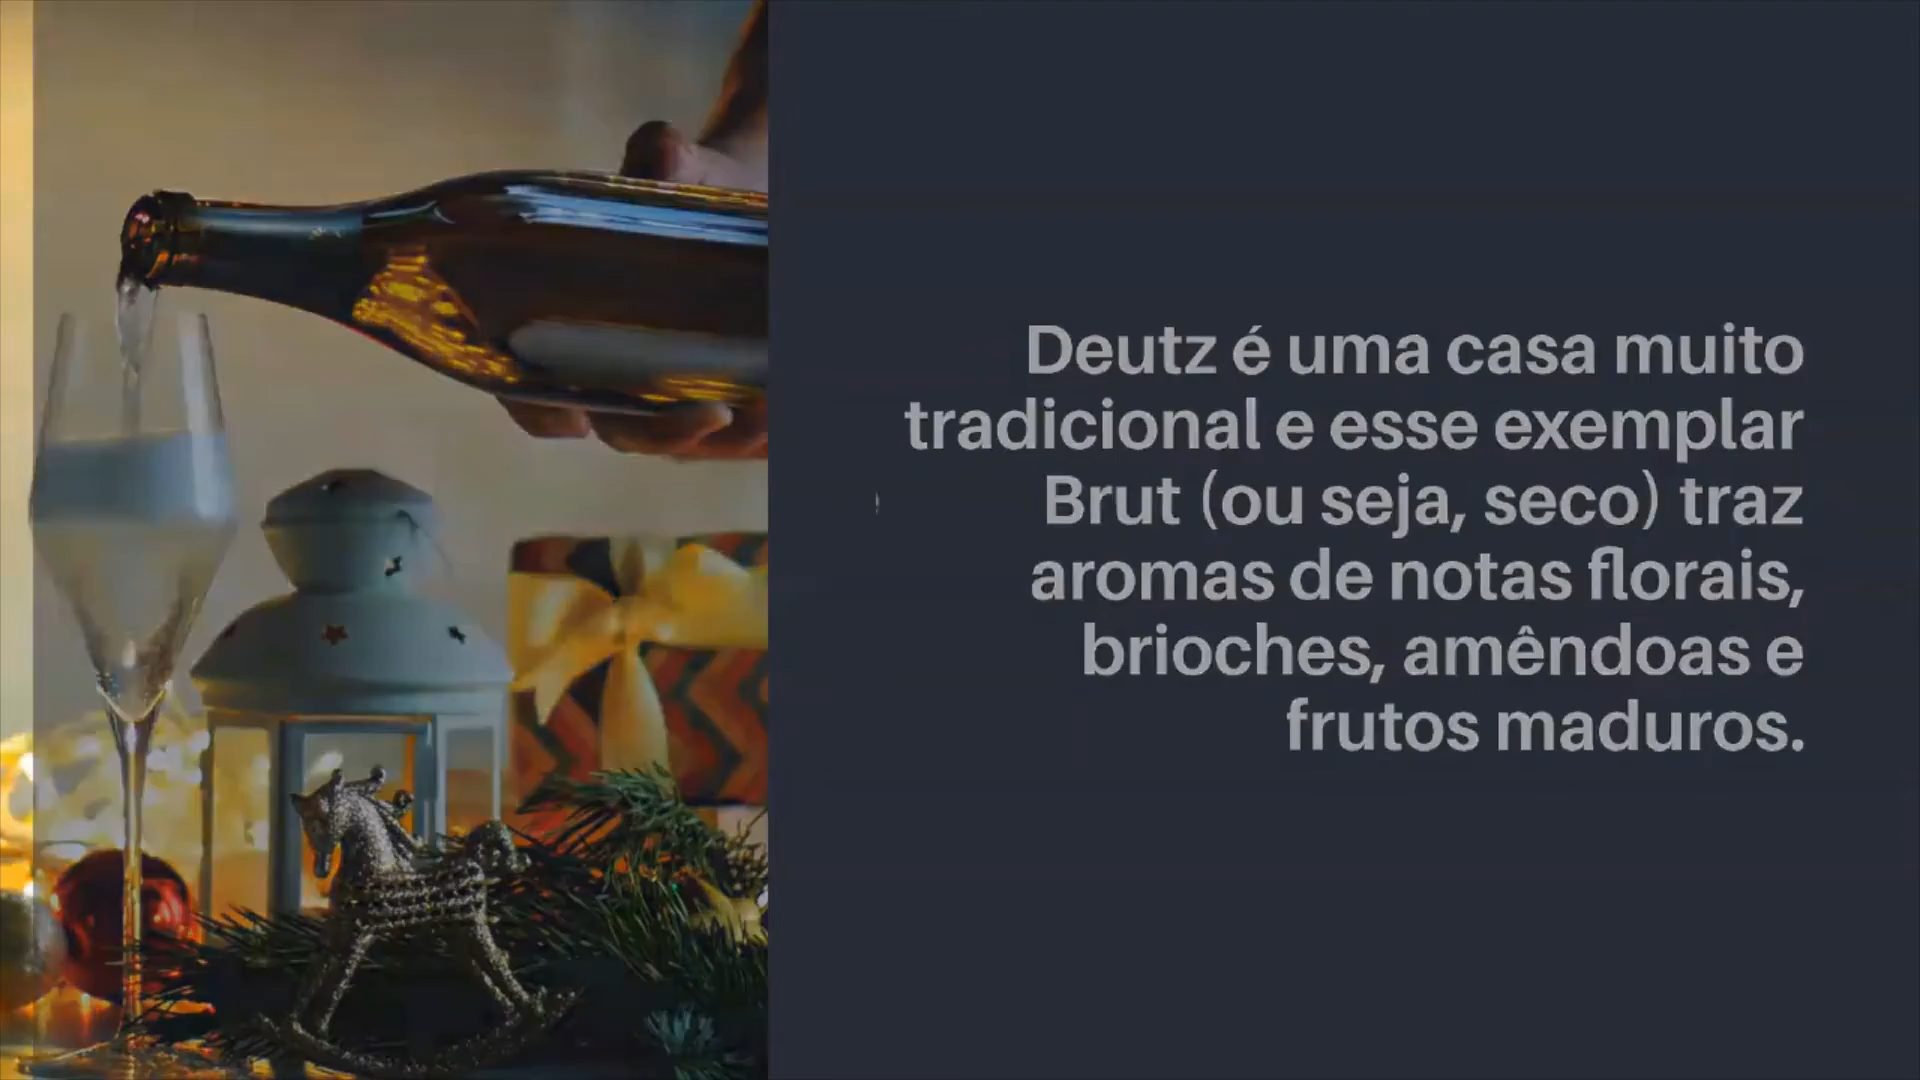 Deutz é uma casa muito
tradicional e esse exemplar
Brut (ou seja, seco) traz
aromas de notas florais,
brioches, amêndoas e
frutos maduros.